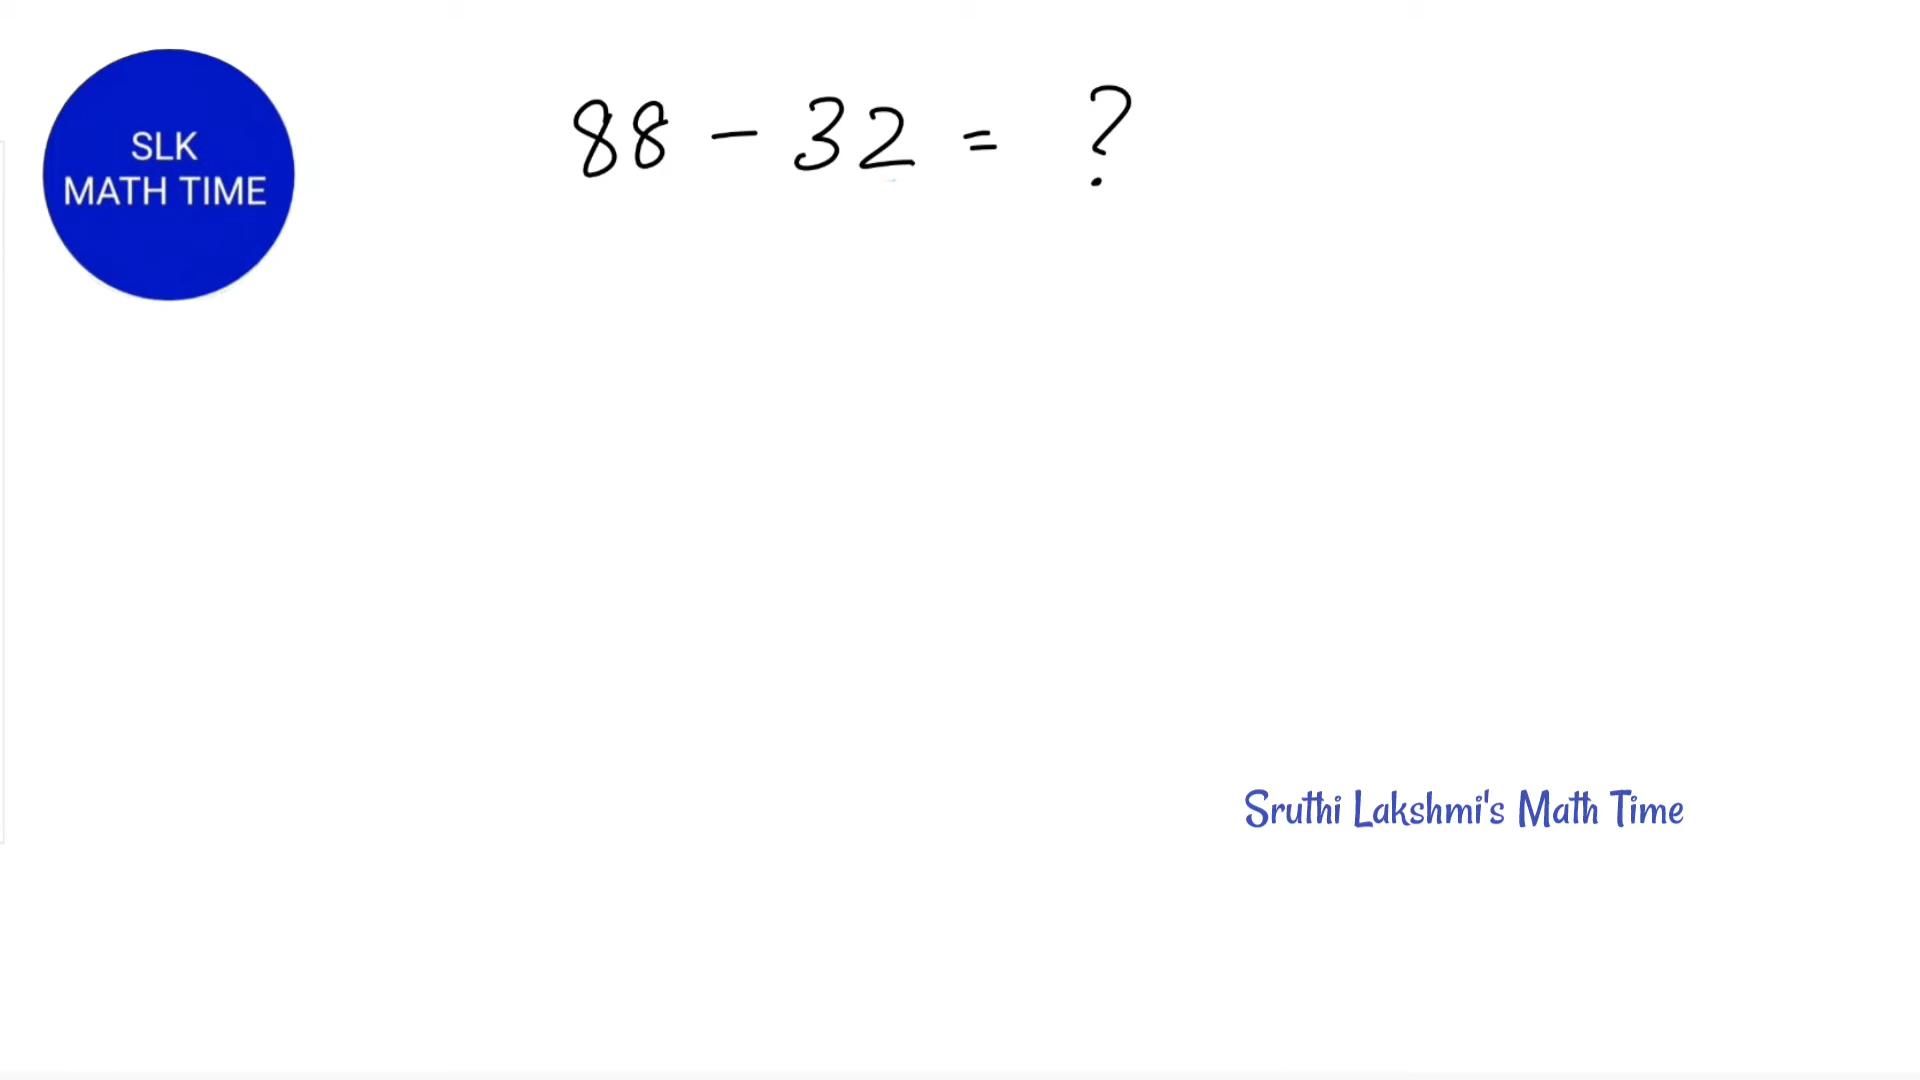 SLK
MATH TIME
88 - 32 = ?
Sruthi Lakshmi's Math Time